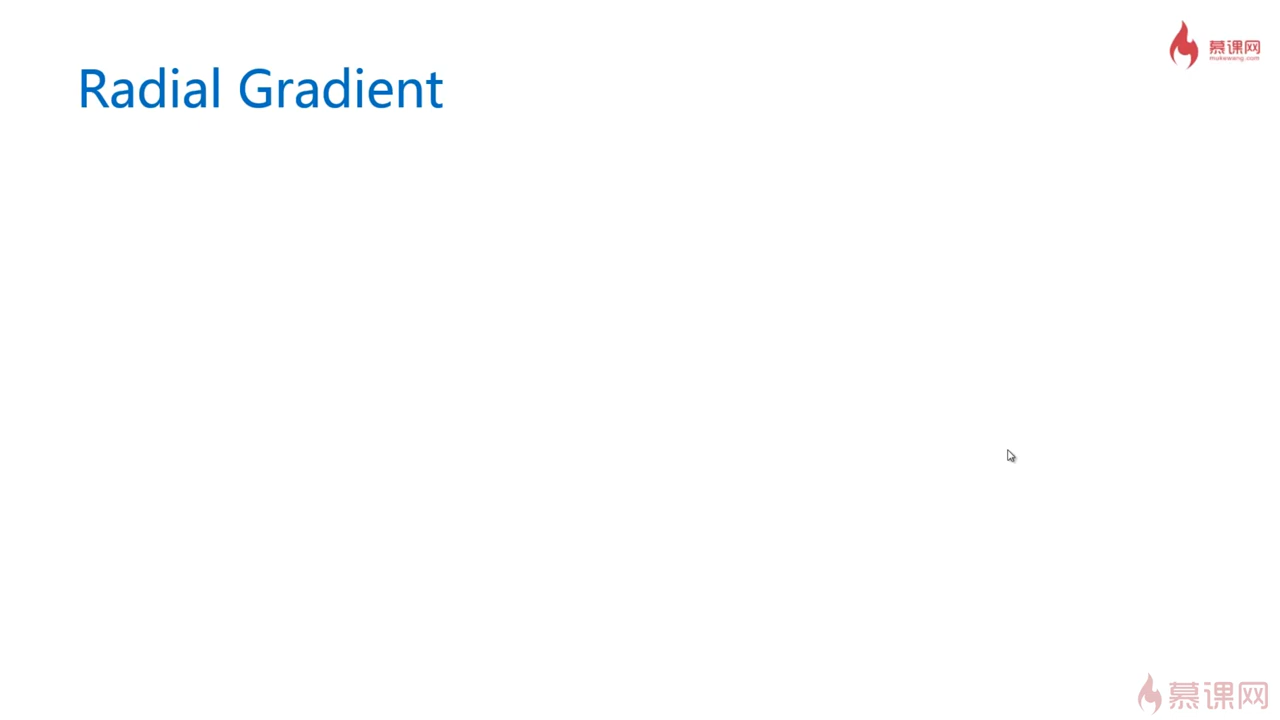 Radial Gradient
慕课网
mukewang.com
慕课网